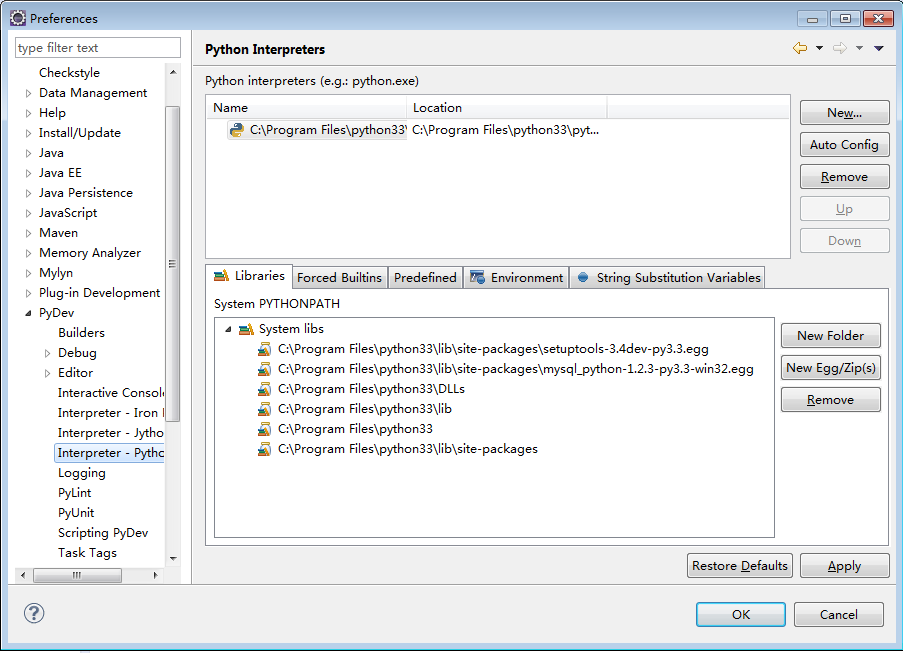 Preferences
type filter text
Checkstyle
Data Management
Help
Install/Update
Java
Java EE
Java Persistence
JavaScript
Maven
Memory Analyzer
Mylyn
Plug-in Development
PyDev
Builders
Debug
Editor
Interactive Consol
Interpreter - Iron
Interpreter - Jytho
Interpreter - Pytho
Logging
PyLint
PyUnit
Scripting PyDev
Task Tags
Python Interpreters
Python interpreters (e.g.: python.exe)
Name Location
C:\Program Files\python33\ C:\Program Files\python33\pyt...
New...
Auto Config
Remove
Up
Down
Libraries Forced Builtins Predefined Environment String Substitution Variables
System PYTHONPATH
System libs
C:\Program Files\python33\lib\site-packages\setuptools-3.4dev-py3.3.egg
C:\Program Files\python33\lib\site-packages\mysql_python-1.2.3-py3.3-win32.egg
C:\Program Files\python33\DLLs
C:\Program Files\python33\lib
C:\Program Files\python33
C:\Program Files\python33\lib\site-packages
New Folder
New Egg/Zip(s)
Remove
Restore Defaults Apply
? OK Cancel